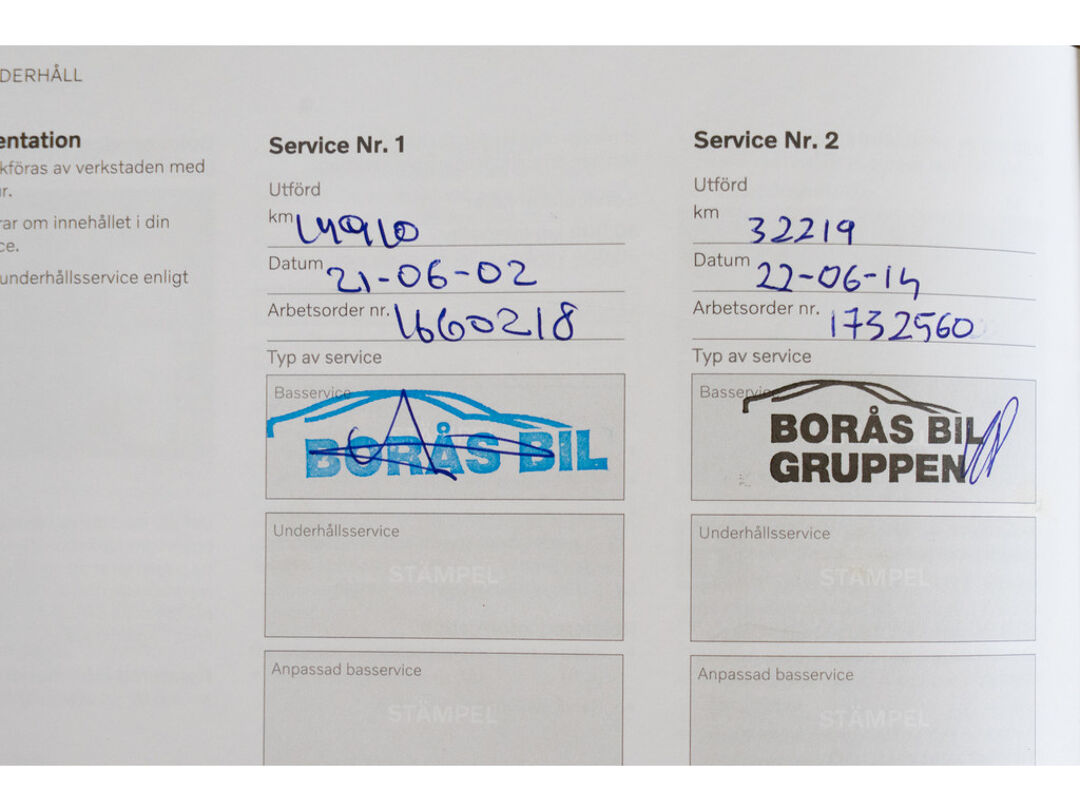 DERHÅLL
entation
kföras av verkstaden med
r.
rar om innehållet i din
ce.
underhållsservice enligt
Service Nr. 1
Utförd
km 14910
Datum 21-06-02
Arbetsorder nr. 1660218
Typ av service
Basservice
BORÅS BIL
Underhållsservice
STÄMPEL
Anpassad basservice
STÄMPEL
Service Nr. 2
Utförd
km 32219
Datum 22-06-14
Arbetsorder nr. 1732560
Typ av service
Basservice
BORÅS BIL
GRUPPEN
Underhållsservice
STÄMPEL
Anpassad basservice
STÄMPEL